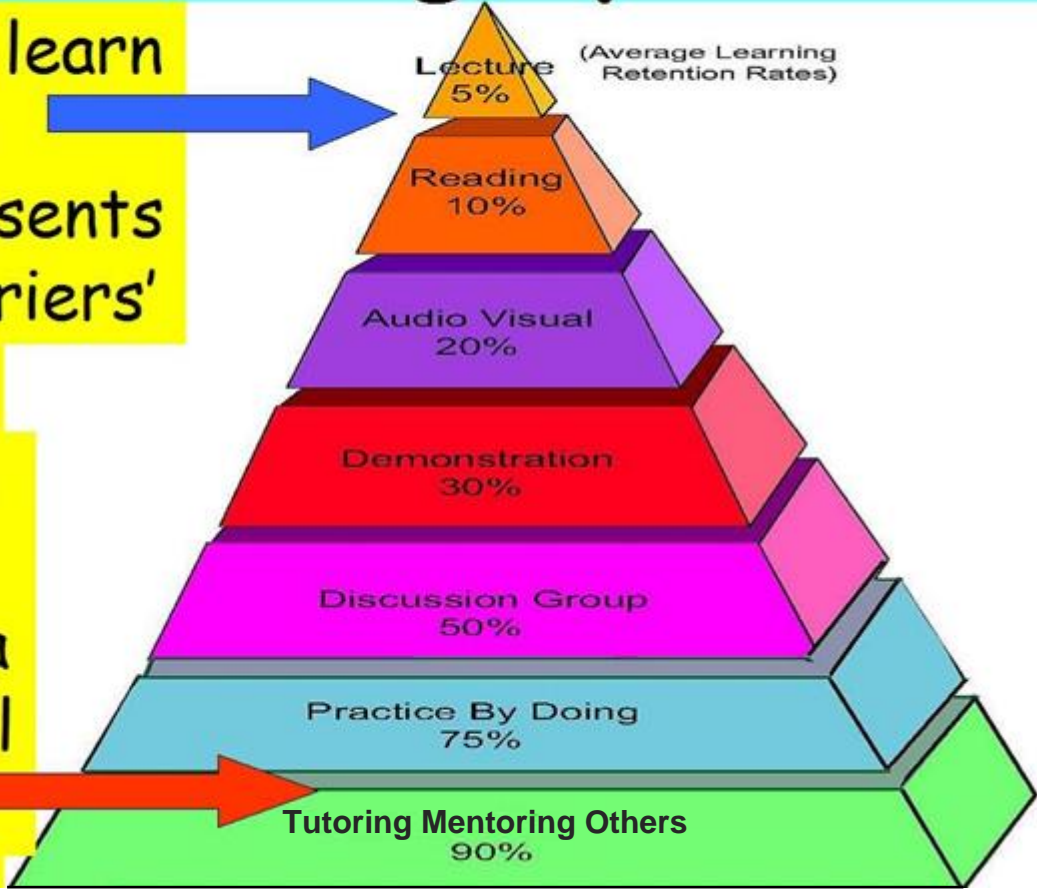 learn
sents
riers’
a
l
(Average Learning
Retention Rates)
Lecture
5%
Reading
10%
Audio Visual
20%
Demonstration
30%
Discussion Group
50%
Practice By Doing
75%
Tutoring Mentoring Others
90%